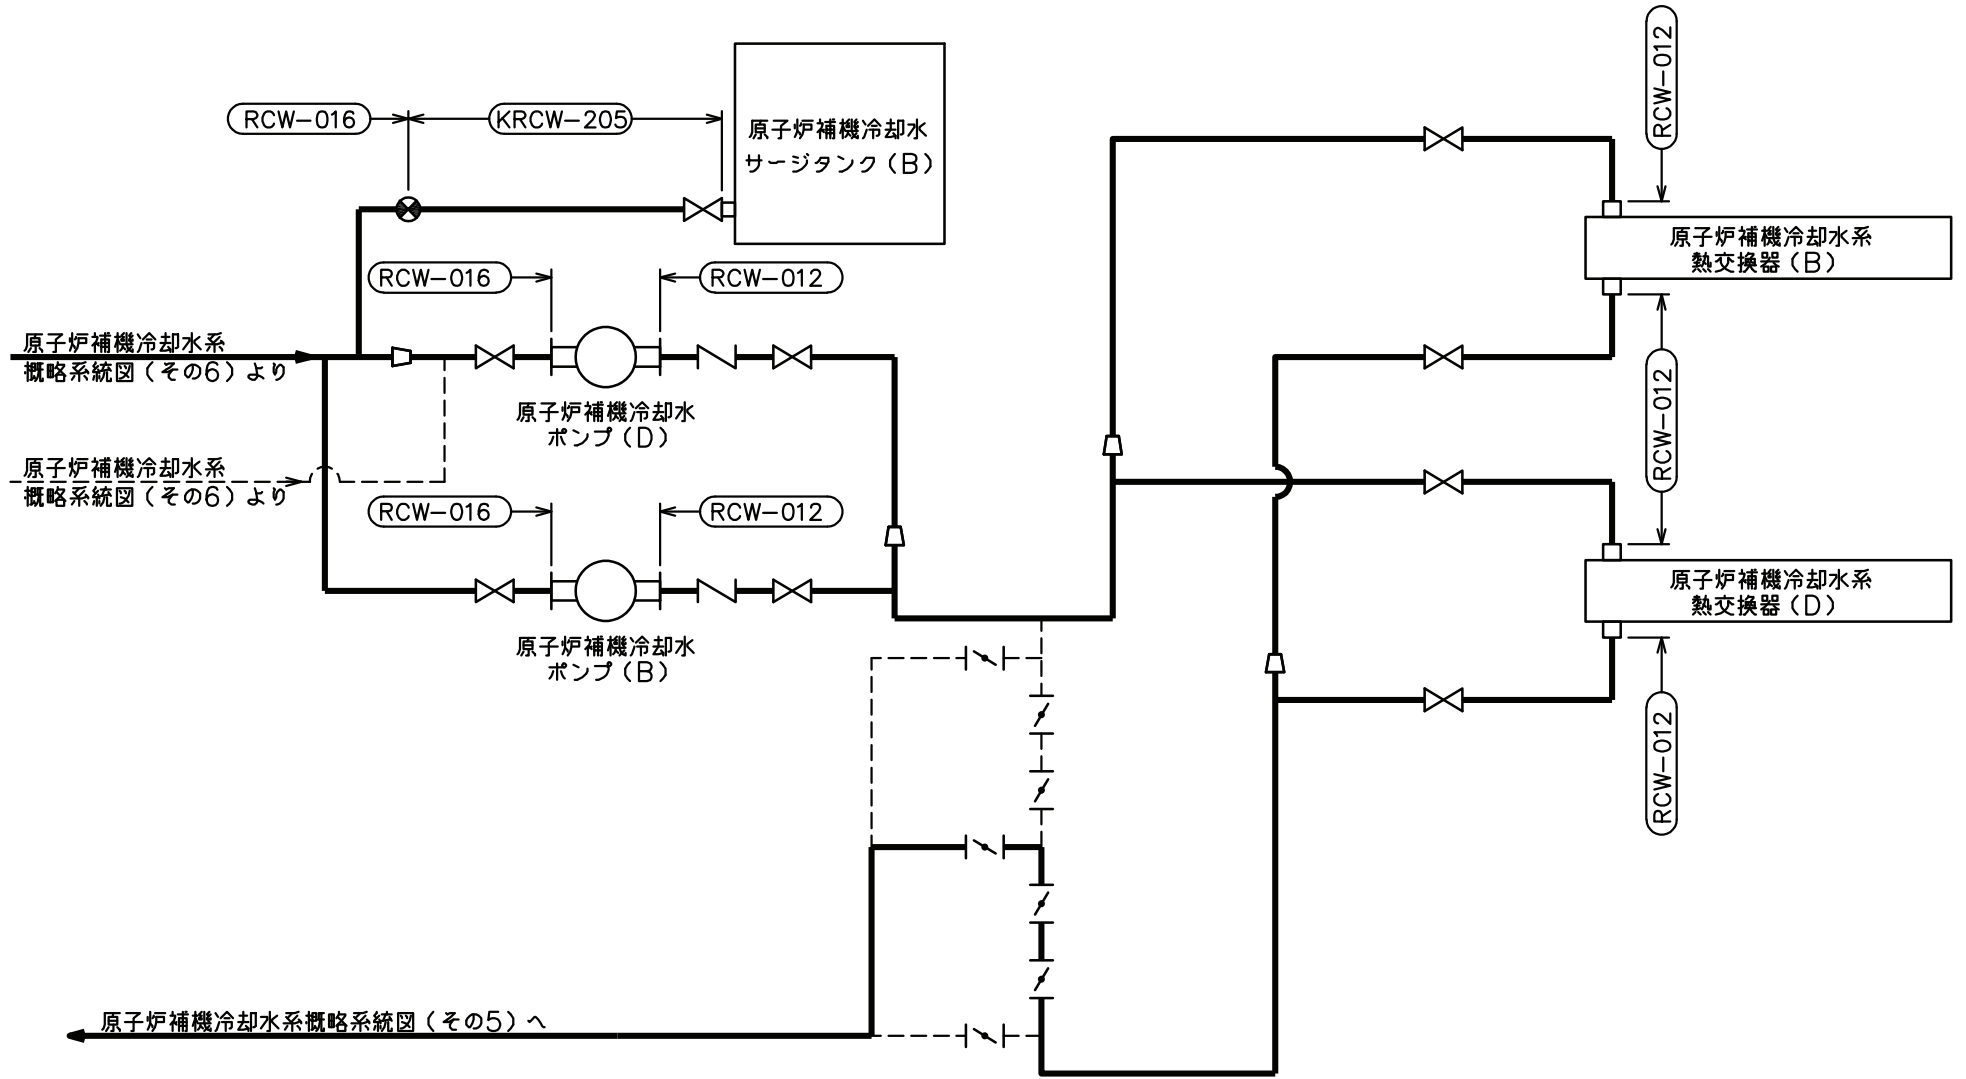 RCW-012
RCW-016
KRCW-205
原子炉補機冷却水
サージタンク（B）
原子炉補機冷却水系
熱交換器（B）
RCW-016
RCW-012
原子炉補機冷却水系
概略系統図（その6）より
原子炉補機冷却水
ポンプ（D）
RCW-012
原子炉補機冷却水系
概略系統図（その6）より
RCW-016
RCW-012
原子炉補機冷却水系
熱交換器（D）
原子炉補機冷却水
ポンプ（B）
RCW-012
原子炉補機冷却水系概略系統図（その5）へ